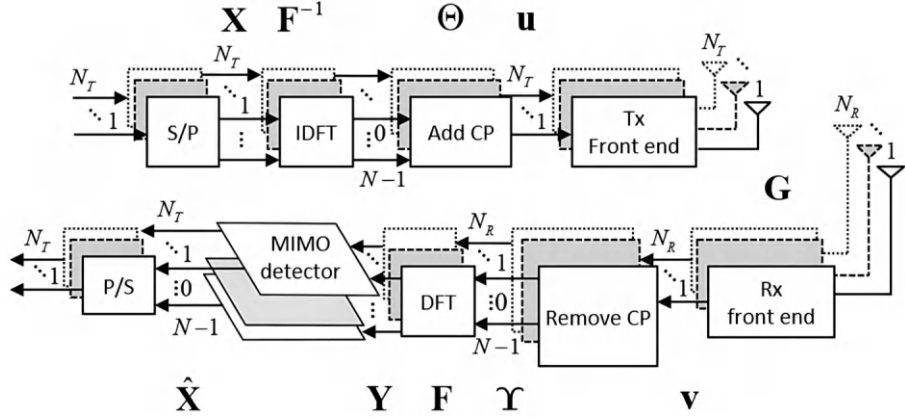 X F⁻¹ Θ u
N_T N_T N_T N_T
⋱ 1 S/P ⋱ 1 ⋮ IDFT ⋱ 0 ⋮ N−1 Add CP ⋱ 1 Tx Front end ⋱ 1
N_R ⋱ 1
G
N_T N_T N_R N_R
⋱ 1 P/S ⋱ 1 ⋮ 0 N−1 MIMO detector ⋱ ⋮ DFT ⋱ 1 ⋮ 0 N−1 Remove CP ⋱ 1 Rx front end
X̂ Y F ϒ v